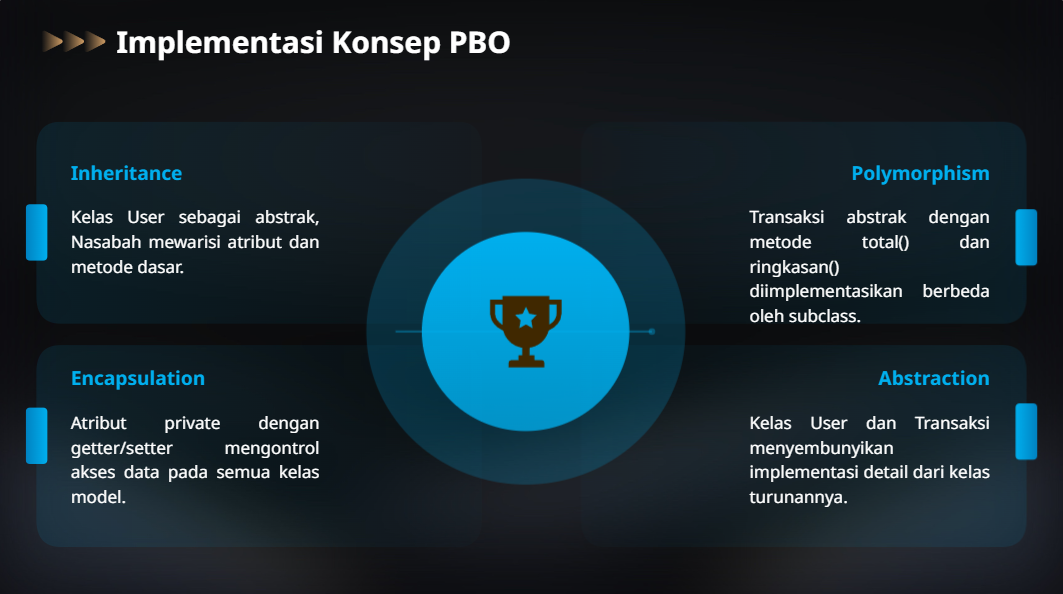 Implementasi Konsep PBO
Inheritance
Kelas User sebagai abstrak,
Nasabah mewarisi atribut dan
metode dasar.
Polymorphism
Transaksi abstrak dengan
metode total() dan
ringkasan()
diimplementasikan berbeda
oleh subclass.
Encapsulation
Atribut private dengan
getter/setter mengontrol
akses data pada semua kelas
model.
Abstraction
Kelas User dan Transaksi
menyembunyikan
implementasi detail dari kelas
turunannya.